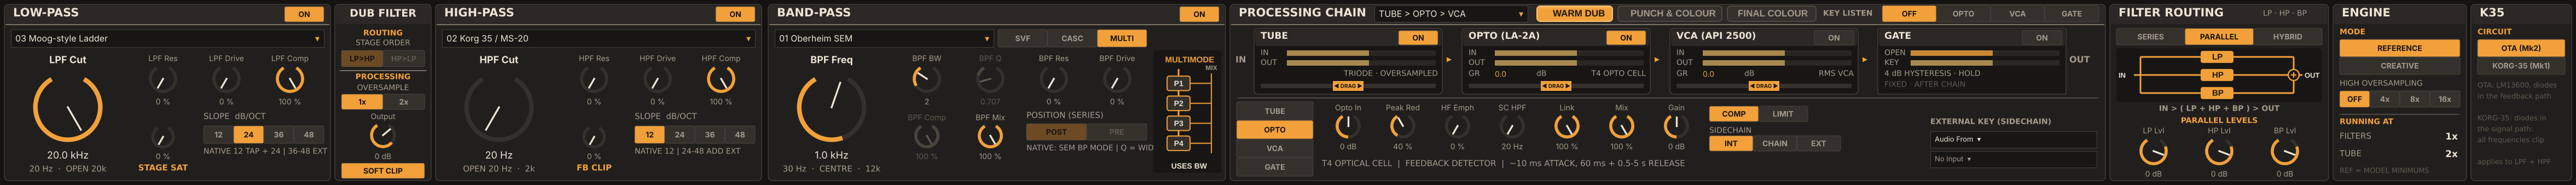 LOW-PASS
ON
03 Moog-style Ladder
LPF Cut
20.0 kHz
20 Hz · OPEN 20k
LPF Res
0 %
LPF Drive
0 %
LPF Comp
100 %
0 %
STAGE SAT
SLOPE dB/OCT
12 24 36 48
NATIVE 12 TAP + 24 | 36-48 EXT
DUB FILTER
ROUTING
STAGE ORDER
LP>HP HP>LP
PROCESSING
OVERSAMPLE
1x 2x
Output
0 dB
SOFT CLIP
HIGH-PASS
ON
02 Korg 35 / MS-20
HPF Cut
20 Hz
OPEN 20 Hz · 2k
HPF Res
0 %
HPF Drive
0 %
HPF Comp
100 %
0 %
FB CLIP
SLOPE dB/OCT
12 24 36 48
NATIVE 12 | 24-48 ADD EXT
BAND-PASS
ON
01 Oberheim SEM
SVF CASC MULTI
BPF Freq
1.0 kHz
30 Hz · CENTRE · 12k
BPF BW
2
BPF Q
0.707
BPF Res
0 %
BPF Drive
0 %
BPF Comp
100 %
BPF Mix
100 %
POSITION (SERIES)
POST PRE
NATIVE: SEM BP MODE | Q = WID
MULTIMODE
MIX
P1
P2
P3
P4
USES BW
PROCESSING CHAIN
TUBE > OPTO > VCA
WARM DUB PUNCH & COLOUR FINAL COLOUR
KEY LISTEN
OFF OPTO VCA GATE
IN
TUBE
ON
IN
OUT
TRIODE · OVERSAMPLED
◀ DRAG ▶
OPTO (LA-2A)
ON
IN
OUT
GR 0.0 dB T4 OPTO CELL
◀ DRAG ▶
VCA (API 2500)
ON
IN
OUT
GR 0.0 dB RMS VCA
◀ DRAG ▶
GATE
ON
OPEN
KEY
4 dB HYSTERESIS · HOLD
FIXED · AFTER CHAIN
OUT
TUBE
OPTO
VCA
GATE
Opto In
0 dB
Peak Red
40 %
HF Emph
0 %
SC HPF
20 Hz
Link
100 %
Mix
100 %
Gain
0 dB
COMP LIMIT
SIDECHAIN
INT CHAIN EXT
T4 OPTICAL CELL | FEEDBACK DETECTOR | ~10 ms ATTACK, 60 ms + 0.5-5 s RELEASE
EXTERNAL KEY (SIDECHAIN)
Audio From
No Input
FILTER ROUTING
LP · HP · BP
SERIES PARALLEL HYBRID
LP
IN HP OUT
BP
IN > ( LP + HP + BP ) > OUT
PARALLEL LEVELS
LP Lvl
0 dB
HP Lvl
0 dB
BP Lvl
0 dB
ENGINE
MODE
REFERENCE
CREATIVE
HIGH OVERSAMPLING
OFF 4x 8x 16x
RUNNING AT
FILTERS 1x
TUBE 2x
REF = MODEL MINIMUMS
K35
CIRCUIT
OTA (Mk2)
KORG-35 (Mk1)
OTA: LM13600, diodes
in the feedback path
KORG-35: diodes in
the signal path:
all frequencies clip
applies to LPF + HPF